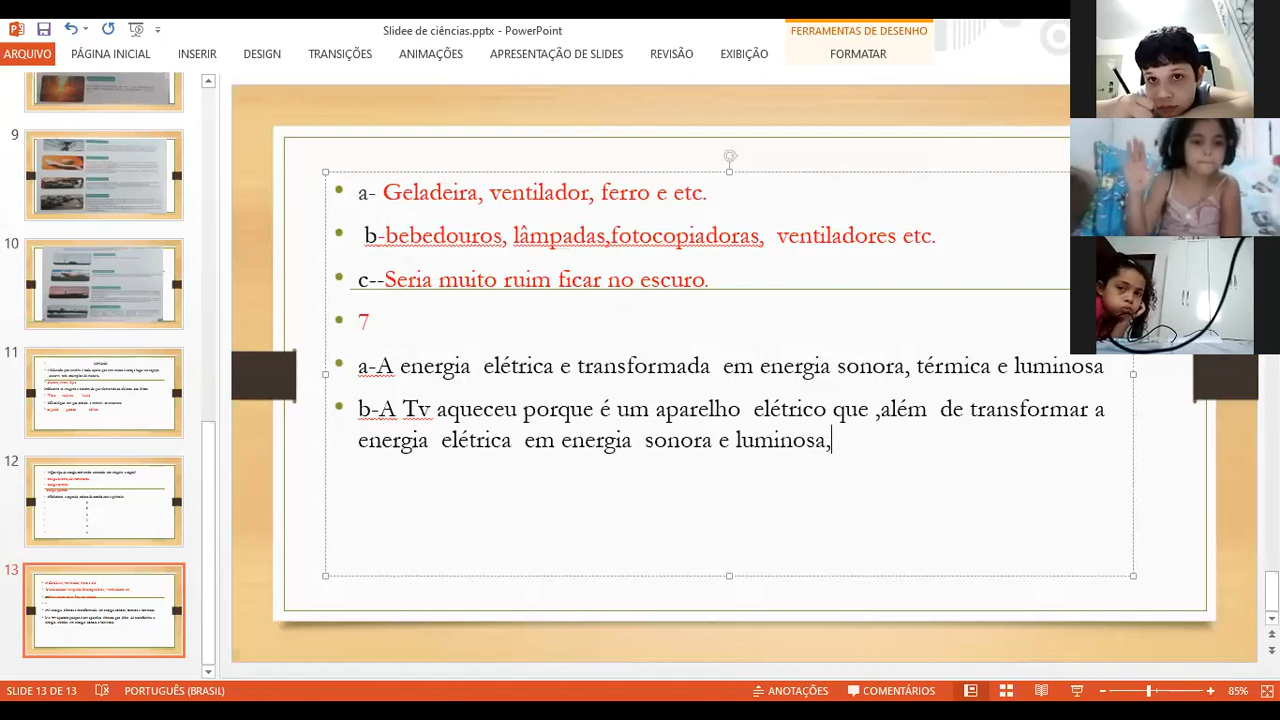 Slidee de ciências.pptx - PowerPoint
FERRAMENTAS DE DESENHO
ARQUIVO PÁGINA INICIAL INSERIR DESIGN TRANSIÇÕES ANIMAÇÕES APRESENTAÇÃO DE SLIDES REVISÃO EXIBIÇÃO FORMATAR
9
10
11
12
13
a- Geladeira, ventilador, ferro e etc.
b-bebedouros, lâmpadas,fotocopiadoras, ventiladores etc.
c--Seria muito ruim ficar no escuro.
7
a-A energia elétrica e transformada em energia sonora, térmica e luminosa
b-A Tv aqueceu porque é um aparelho elétrico que ,além de transformar a
energia elétrica em energia sonora e luminosa,
SLIDE 13 DE 13 PORTUGUÊS (BRASIL) ANOTAÇÕES COMENTÁRIOS 85%